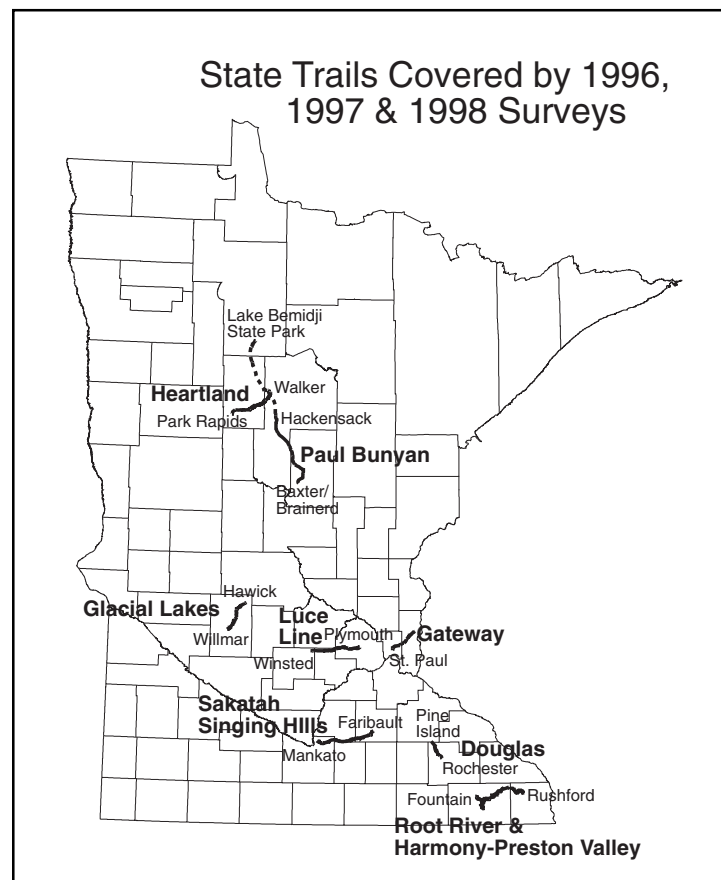 State Trails Covered by 1996,
1997 & 1998 Surveys
Lake Bemidji
State Park
Walker
Heartland
Park Rapids
Hackensack
Paul Bunyan
Baxter/
Brainerd
Hawick
Glacial Lakes
Willmar
Luce
Line
Plymouth
Winsted
Gateway
St. Paul
Sakatah
Singing HIlls
Faribault
Mankato
Pine
Island
Douglas
Rochester
Fountain
Rushford
Root River &
Harmony-Preston Valley